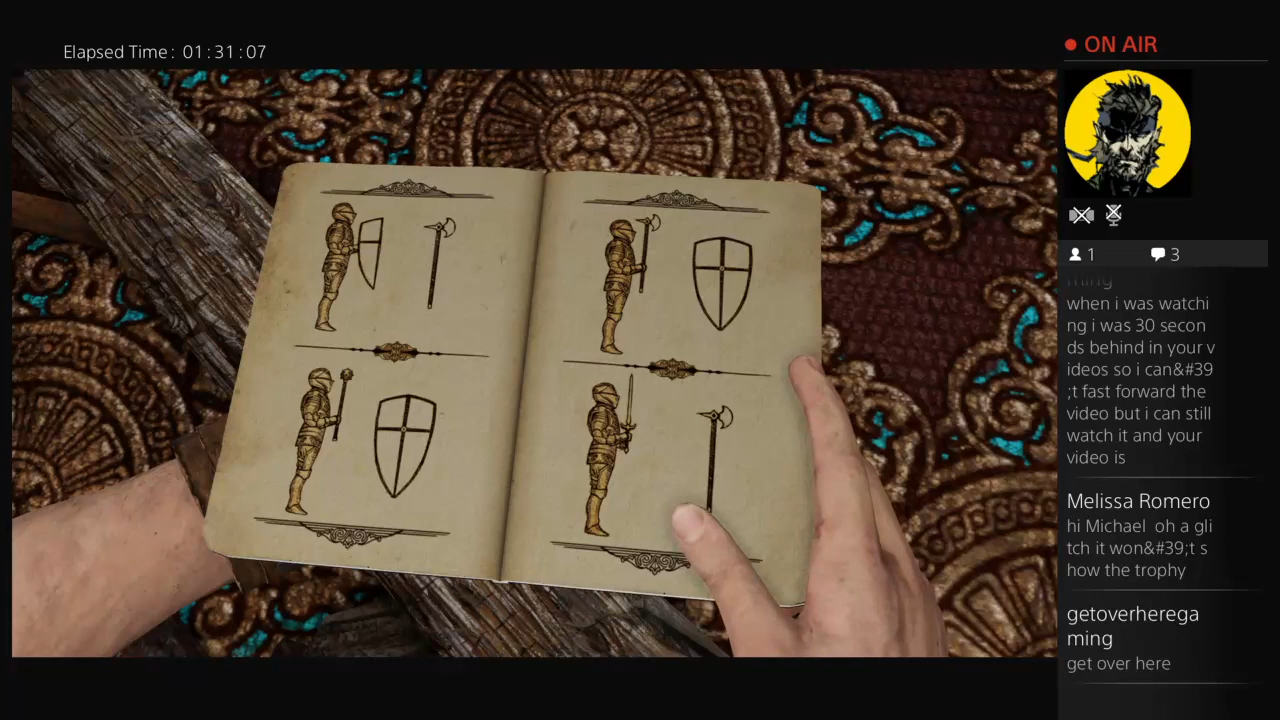 Elapsed Time: 01:31:07
ON AIR
1
3
ming
when i was watchi
ng i was 30 secon
ds behind in your v
ideos so i can&#39
;t fast forward the
video but i can still
watch it and your
video is
Melissa Romero
hi Michael  oh a gli
tch it won&#39;t s
how the trophy
getoverherega
ming
get over here